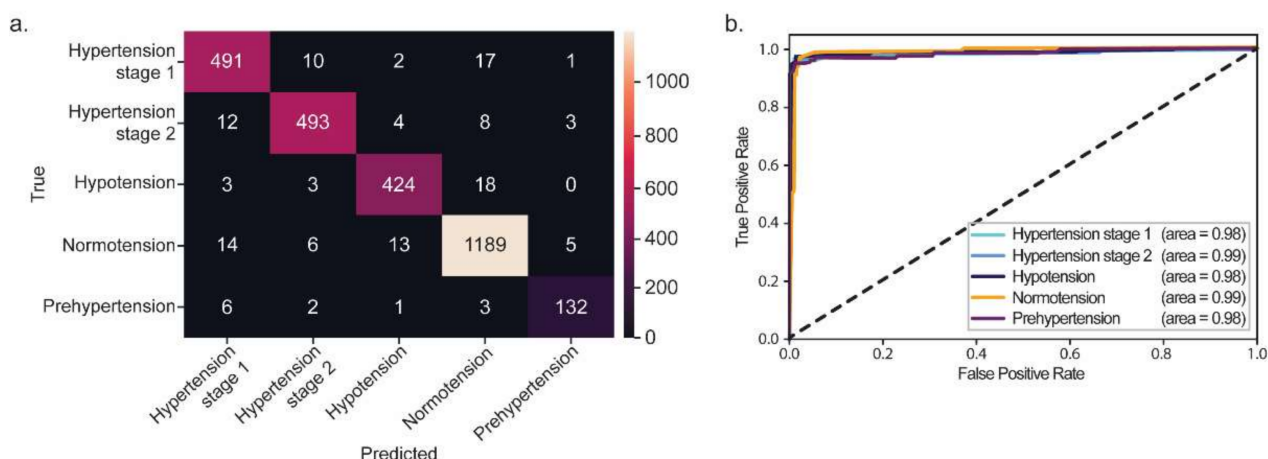 a.
True
Hypertension
stage 1
491 10 2 17 1
Hypertension
stage 2
12 493 4 8 3
Hypotension
3 3 424 18 0
Normotension
14 6 13 1189 5
Prehypertension
6 2 1 3 132
Hypertension
stage 1
Hypertension
stage 2
Hypotension
Normotension
Prehypertension
Predicted
1000
800
600
400
200
0
b.
True Positive Rate
1.0
0.8
0.6
0.4
0.2
0.0
Hypertension stage 1 (area = 0.98)
Hypertension stage 2 (area = 0.99)
Hypotension (area = 0.98)
Normotension (area = 0.99)
Prehypertension (area = 0.98)
0.0 0.2 0.4 0.6 0.8 1.0
False Positive Rate